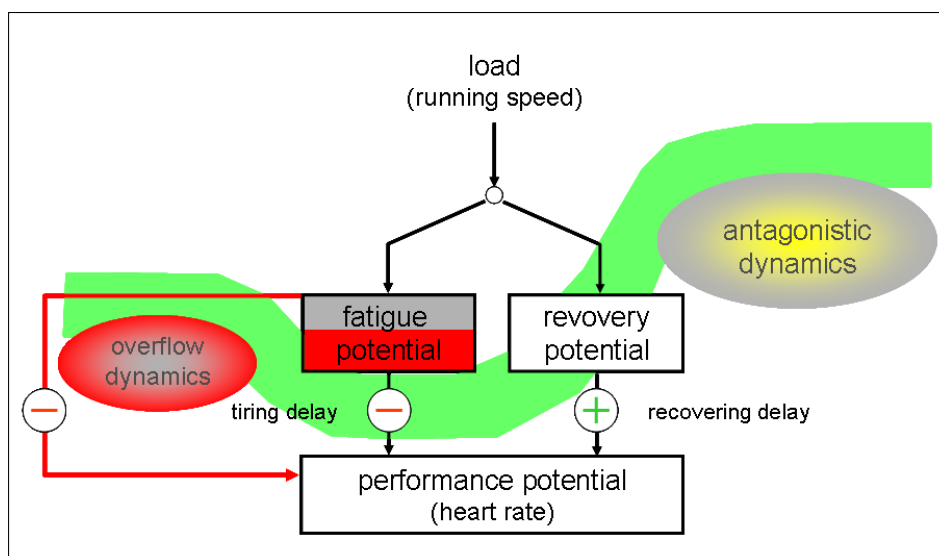 load
(running speed)
antagonistic
dynamics
fatigue
potential
revovery
potential
overflow
dynamics
−
tiring delay
−
+
recovering delay
performance potential
(heart rate)